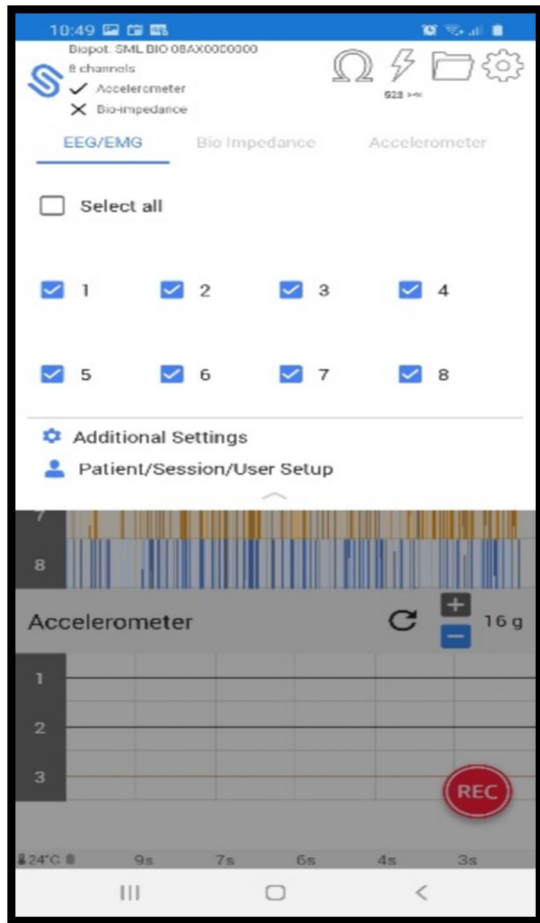 10:49
Biopot: SML BIO 08AX0000000
8 channels
Accelerometer
Bio-impedance
EEG/EMG Bio Impedance Accelerometer
Select all
1 2 3 4
5 6 7 8
Additional Settings
Patient/Session/User Setup
7
8
Accelerometer + − 16 g
1
2
3
REC
24°C 9s 7s 6s 4s 3s